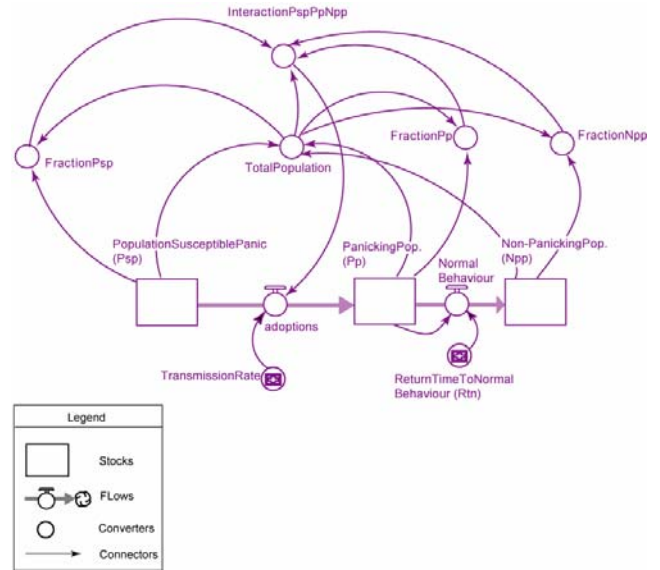 InteractionPspPpNpp
FractionPsp
TotalPopulation
FractionPp
FractionNpp
PopulationSusceptiblePanic
(Psp)
PanickingPop.
(Pp)
Normal
Behaviour
Non-PanickingPop.
(Npp)
adoptions
TransmissionRate
ReturnTimeToNormal
Behaviour (Rtn)
Legend
Stocks
FLows
Converters
Connectors